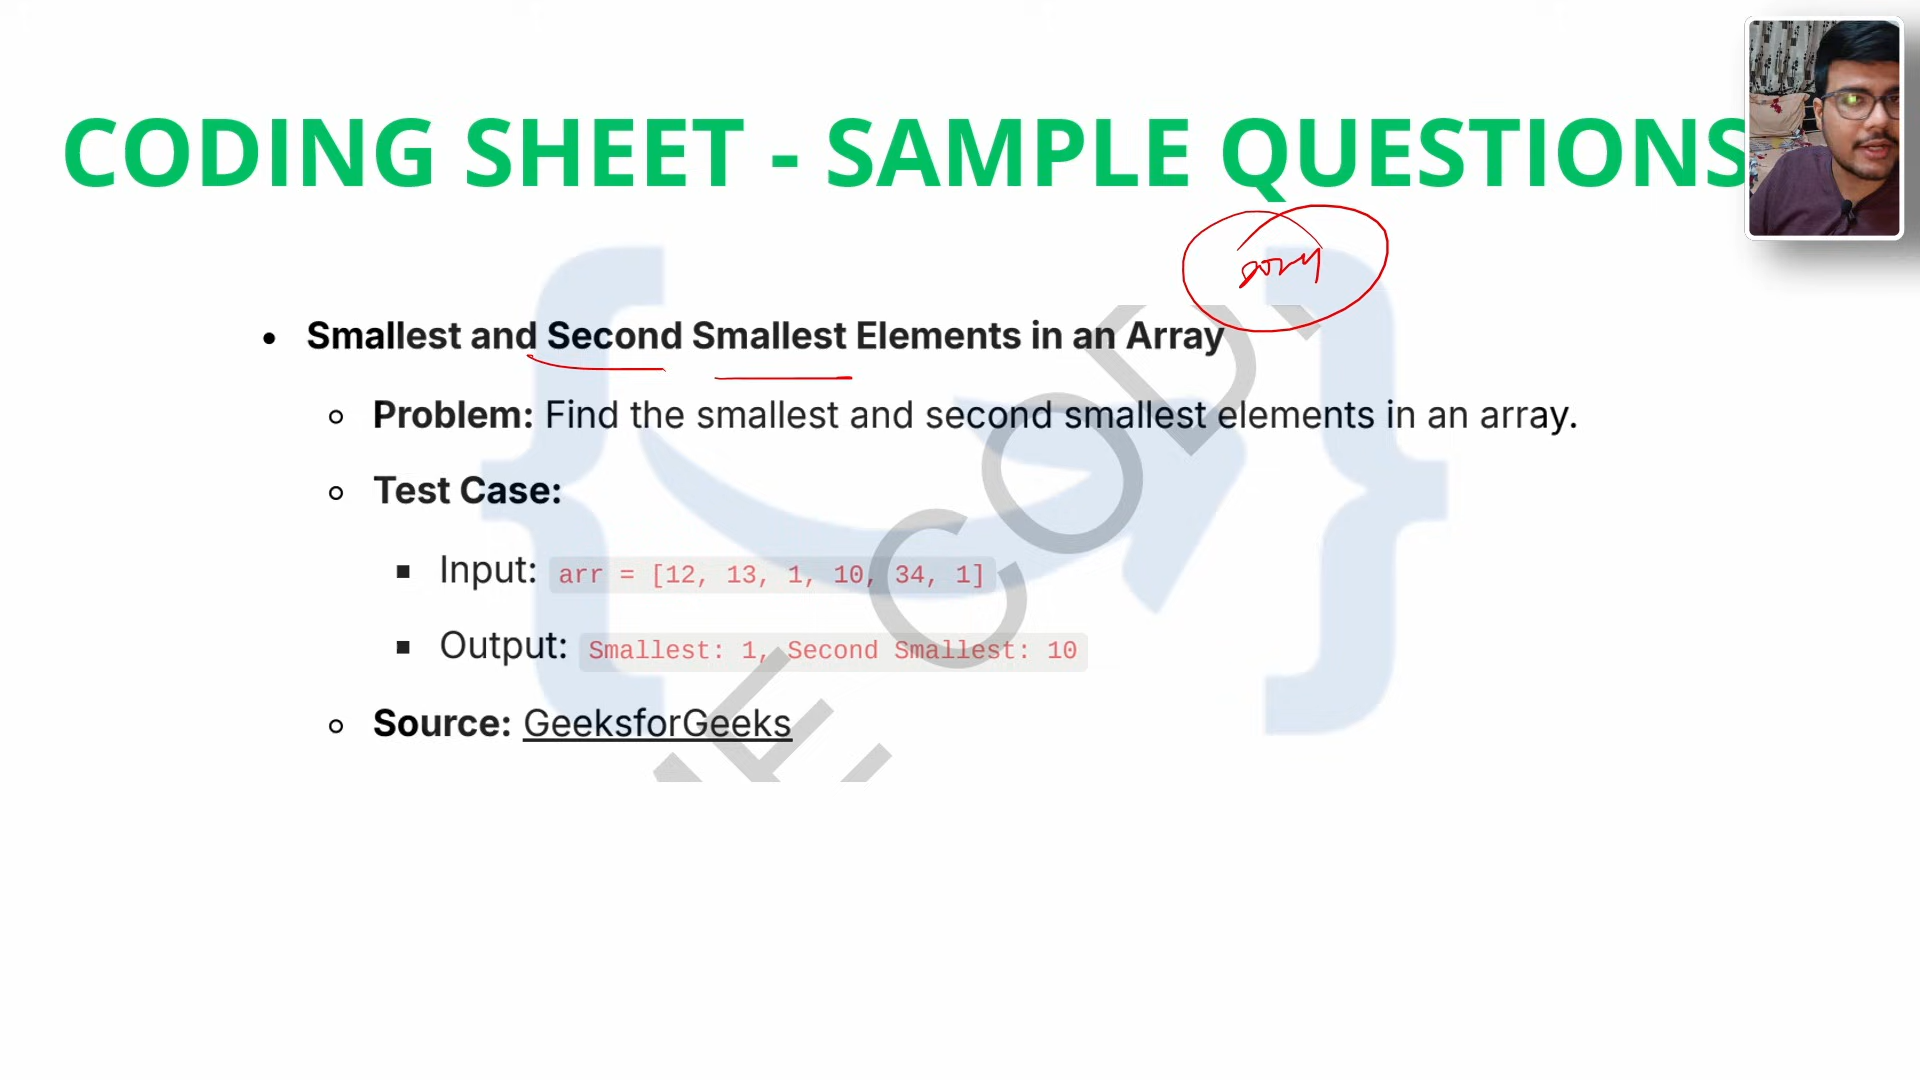 CODING SHEET - SAMPLE QUESTIONS
Smallest and Second Smallest Elements in an Array
Problem: Find the smallest and second smallest elements in an array.
Test Case:
Input: arr = [12, 13, 1, 10, 34, 1]
Output: Smallest: 1, Second Smallest: 10
Source: GeeksforGeeks